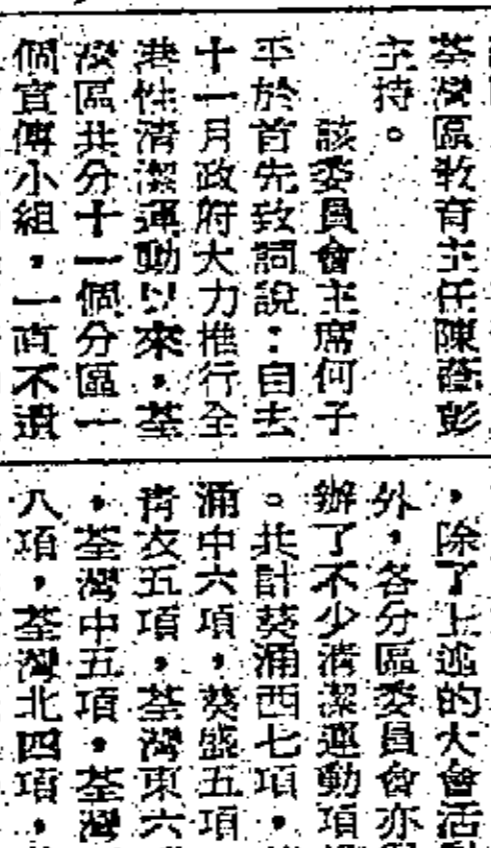 荃灣區教育主任陳蔭彭
主持。
該委員會主席何子
平於首先致詞說：自去
十一月政府大力推行全
港性清潔運動以來，荃
灣區共分十一個分區一
個宣傳小組，一直不遺
，除了上述的大會活
外，各分區委員會亦
辦了不少清潔運動項
。共計葵涌西七項，
涌中六項，葵盛五項
青衣五項，荃灣東六
，荃灣中五項，荃灣
八項，荃灣北四項，